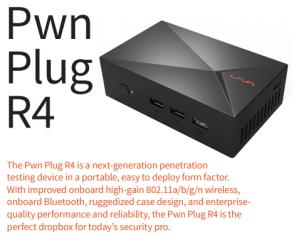 Pwn
Plug
R4
The Pwn Plug R4 is a next-generation penetration
testing device in a portable, easy to deploy form factor.
With improved onboard high-gain 802.11a/b/g/n wireless,
onboard Bluetooth, ruggedized case design, and enterprise-
quality performance and reliability, the Pwn Plug R4 is the
perfect dropbox for today's security pro.